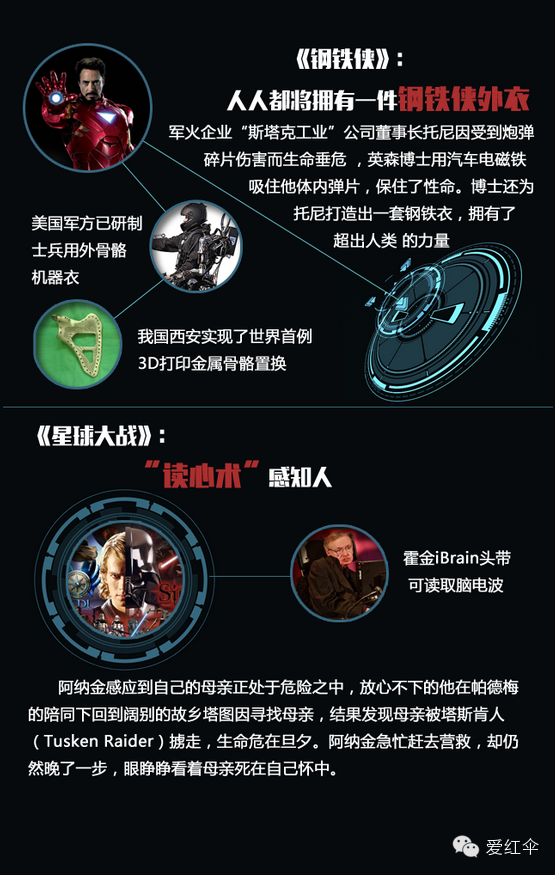 《钢铁侠》:
人人都将拥有一件钢铁侠外衣
军火企业“斯塔克工业”公司董事长托尼因受到炮弹
碎片伤害而生命垂危 ,英森博士用汽车电磁铁
吸住他体内弹片,保住了性命。博士还为
托尼打造出一套钢铁衣,拥有了
超出人类 的力量
美国军方已研制
士兵用外骨骼
机器衣
我国西安实现了世界首例
3D打印金属骨骼置换
《星球大战》:
“读心术”感知人
霍金iBrain头带
可读取脑电波
阿纳金感应到自己的母亲正处于危险之中,放心不下的他在帕德梅
的陪同下回到阔别的故乡塔图因寻找母亲,结果发现母亲被塔斯肯人
(Tusken Raider)掳走,生命危在旦夕。阿纳金急忙赶去营救,却仍
然晚了一步,眼睁睁看着母亲死在自己怀中。
爱红伞